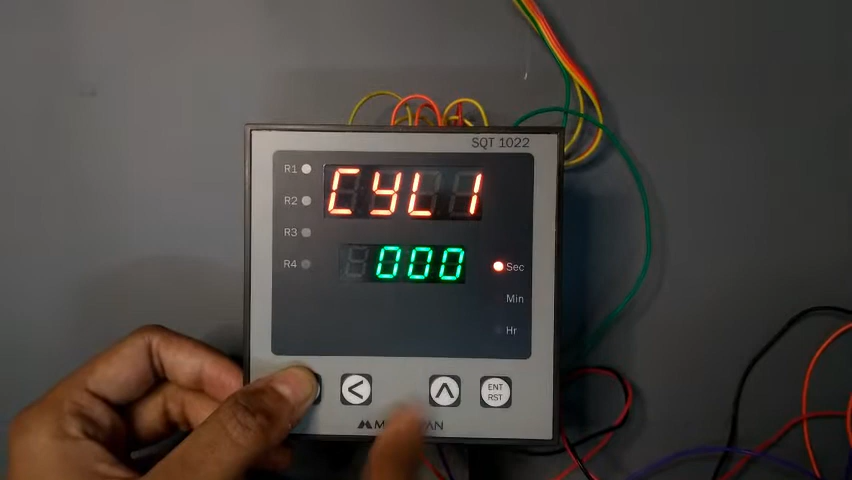 SQT 1022
R1
CYL1
R2
R3
000
Sec
R4
Min
Hr
ENT
RST